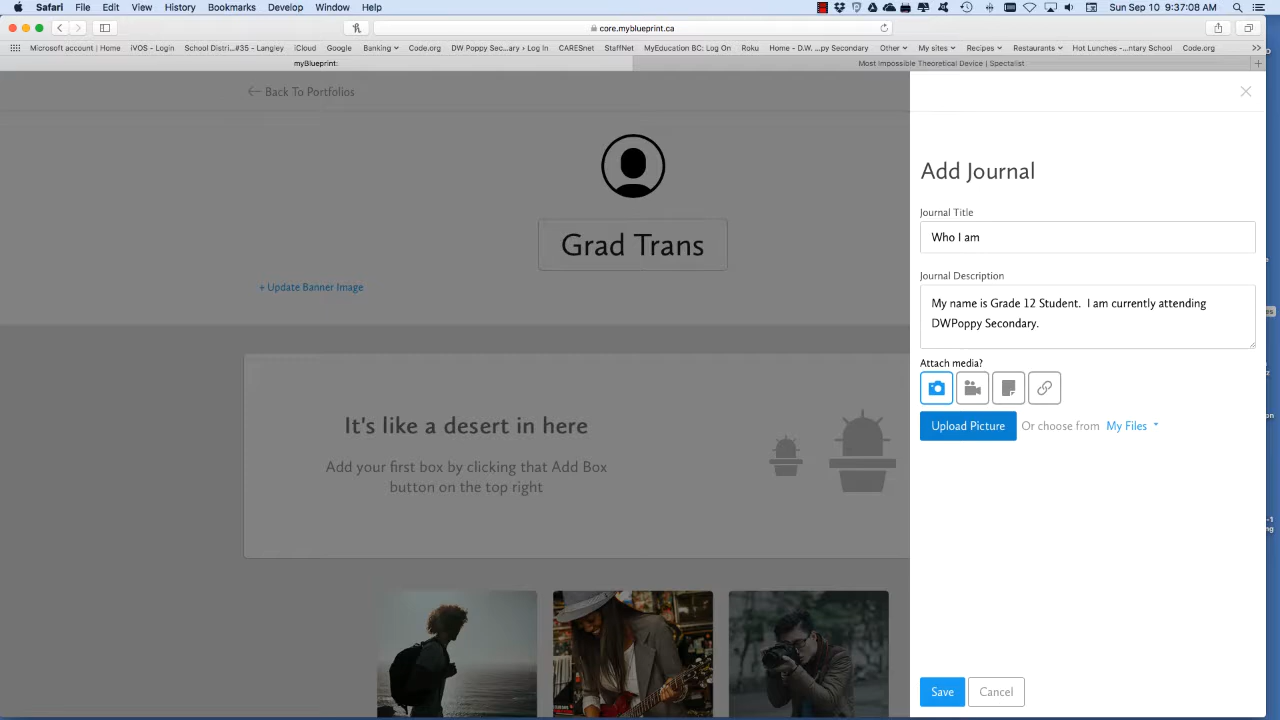 Safari File Edit View History Bookmarks Develop Window Help
Sun Sep 10 9:37:08 AM
core.myblueprint.ca
Microsoft account | Home iVOS - Login School Distri...#35 - Langley iCloud Google Banking Code.org DW Poppy Sec...ary › Log In CARESnet StaffNet MyEducation BC: Log On Roku Home - D.W. ...py Secondary Other My sites Recipes Restaurants Hot Lunches -...ntary School Code.org
myBlueprint: Most Impossible Theoretical Device | Spectalist
Back To Portfolios
Grad Trans
+ Update Banner Image
It's like a desert in here
Add your first box by clicking that Add Box
button on the top right
Add Journal
Journal Title
Who I am
Journal Description
My name is Grade 12 Student. I am currently attending
DWPoppy Secondary.
Attach media?
Upload Picture Or choose from My Files
Save Cancel